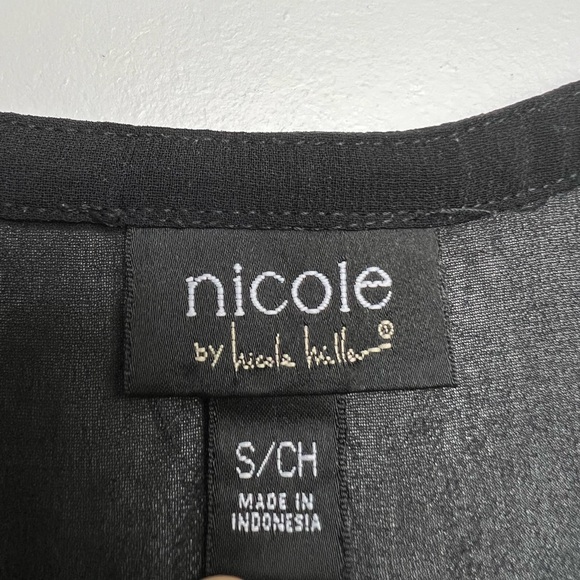 nicole
by nicole miller®
S/CH
MADE IN
INDONESIA